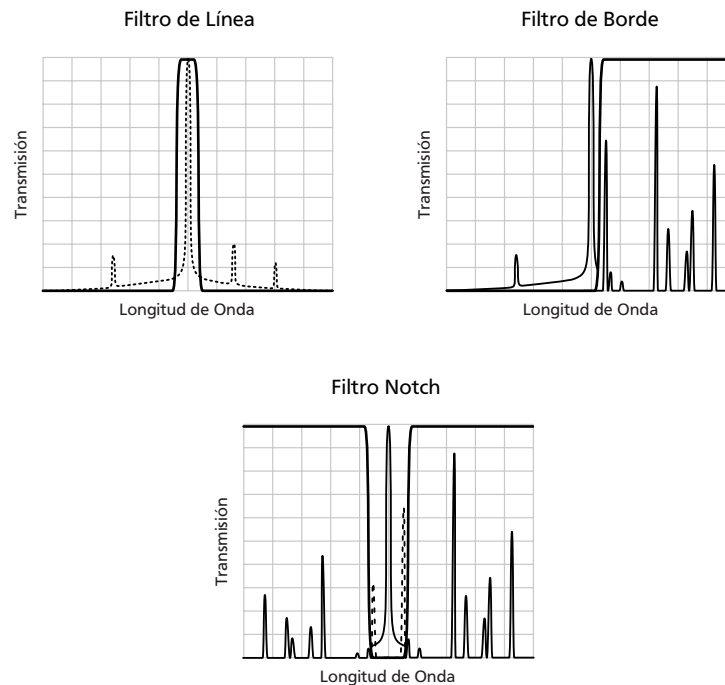 Filtro de Línea
Transmisión
Longitud de Onda
Filtro de Borde
Transmisión
Longitud de Onda
Filtro Notch
Transmisión
Longitud de Onda